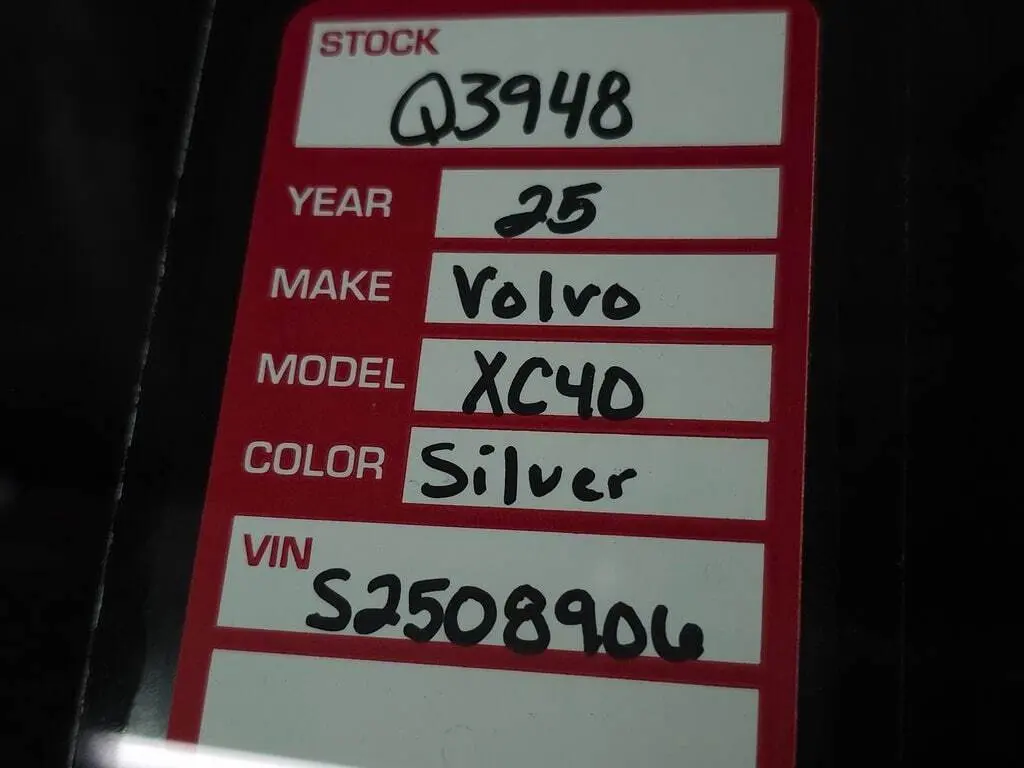 STOCK
Q3948
YEAR 25
MAKE Volvo
MODEL XC40
COLOR Silver
VIN
S2508906